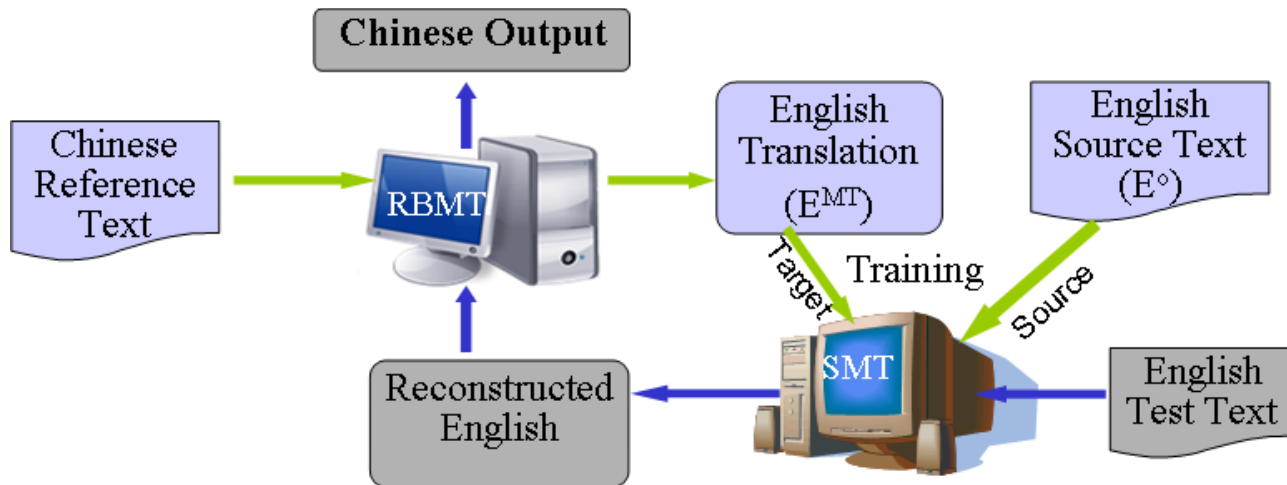 Chinese Output
Chinese
Reference
Text
RBMT
English
Translation
(E^MT)
English
Source Text
(E°)
Target
Training
Source
SMT
Reconstructed
English
English
Test Text